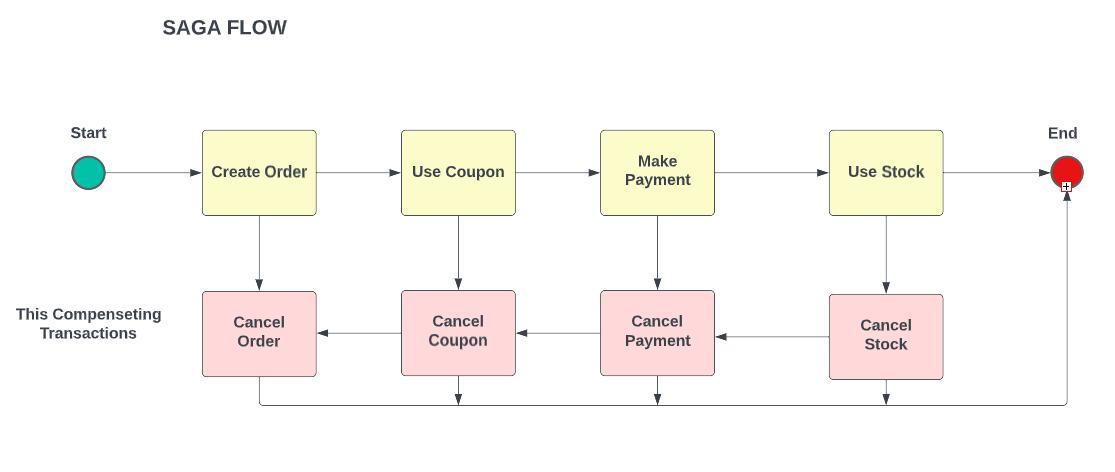 SAGA FLOW
Start
End
Create Order
Use Coupon
Make
Payment
Use Stock
This Compenseting
Transactions
Cancel
Order
Cancel
Coupon
Cancel
Payment
Cancel
Stock